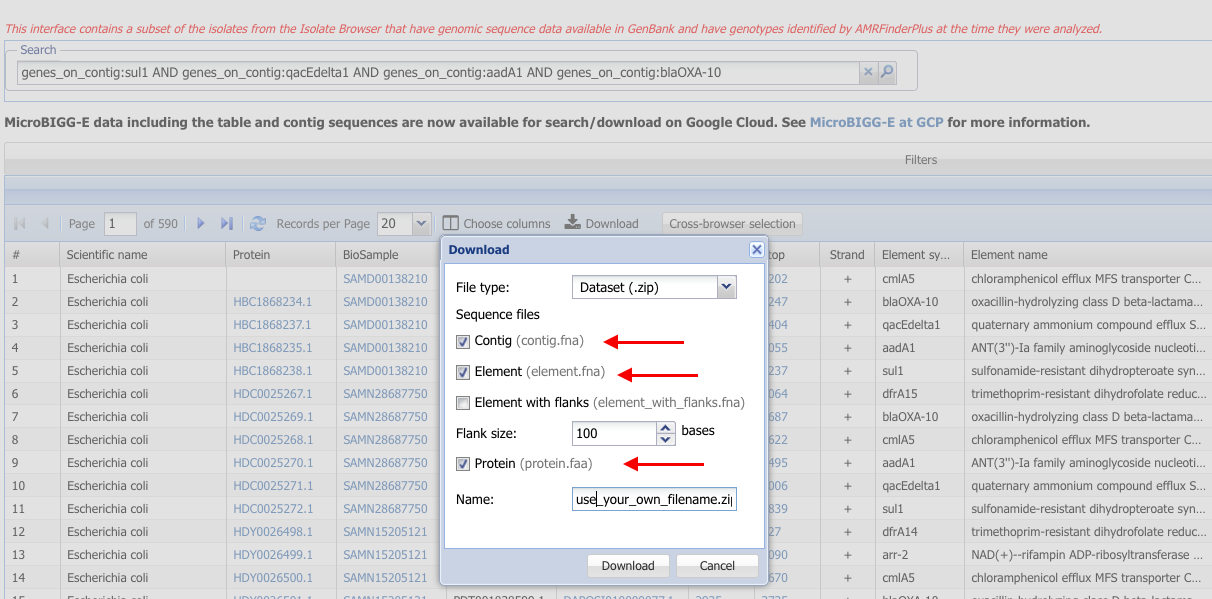 This interface contains a subset of the isolates from the Isolate Browser that have genomic sequence data available in GenBank and have genotypes identified by AMRFinderPlus at the time they were analyzed.
Search
genes_on_contig:sul1 AND genes_on_contig:qacEdelta1 AND genes_on_contig:aadA1 AND genes_on_contig:blaOXA-10
MicroBIGG-E data including the table and contig sequences are now available for search/download on Google Cloud. See MicroBIGG-E at GCP for more information.
Filters
Page 1 of 590 Records per Page 20 Choose columns Download Cross-browser selection
# Scientific name Protein BioSample top Strand Element sy... Element name
1 Escherichia coli SAMD00138210 202 + cmlA5 chloramphenicol efflux MFS transporter C...
2 Escherichia coli HBC1868234.1 SAMD00138210 247 + blaOXA-10 oxacillin-hydrolyzing class D beta-lactama...
3 Escherichia coli HBC1868237.1 SAMD00138210 404 + qacEdelta1 quaternary ammonium compound efflux S...
4 Escherichia coli HBC1868235.1 SAMD00138210 055 + aadA1 ANT(3")-Ia family aminoglycoside nucleoti...
5 Escherichia coli HBC1868238.1 SAMD00138210 237 + sul1 sulfonamide-resistant dihydropteroate syn...
6 Escherichia coli HDC0025267.1 SAMN28687750 064 + dfrA15 trimethoprim-resistant dihydrofolate reduc...
7 Escherichia coli HDC0025269.1 SAMN28687750 687 + blaOXA-10 oxacillin-hydrolyzing class D beta-lactama...
8 Escherichia coli HDC0025268.1 SAMN28687750 622 + cmlA5 chloramphenicol efflux MFS transporter C...
9 Escherichia coli HDC0025270.1 SAMN28687750 495 + aadA1 ANT(3")-Ia family aminoglycoside nucleoti...
10 Escherichia coli HDC0025271.1 SAMN28687750 006 + qacEdelta1 quaternary ammonium compound efflux S...
11 Escherichia coli HDC0025272.1 SAMN28687750 839 + sul1 sulfonamide-resistant dihydropteroate syn...
12 Escherichia coli HDY0026498.1 SAMN15205121 27 + dfrA14 trimethoprim-resistant dihydrofolate reduc...
13 Escherichia coli HDY0026499.1 SAMN15205121 090 + arr-2 NAD(+)--rifampin ADP-ribosyltransferase ...
14 Escherichia coli HDY0026500.1 SAMN15205121 670 + cmlA5 chloramphenicol efflux MFS transporter C...
15 Escherichia coli HDY0026501.1 SAMN15205121 + blaOXA-10 oxacillin-hydrolyzing class D beta-lactama...
Download
File type: Dataset (.zip)
Sequence files
Contig (contig.fna)
Element (element.fna)
Element with flanks (element_with_flanks.fna)
Flank size: 100 bases
Protein (protein.faa)
Name: use_your_own_filename.zip
Download Cancel